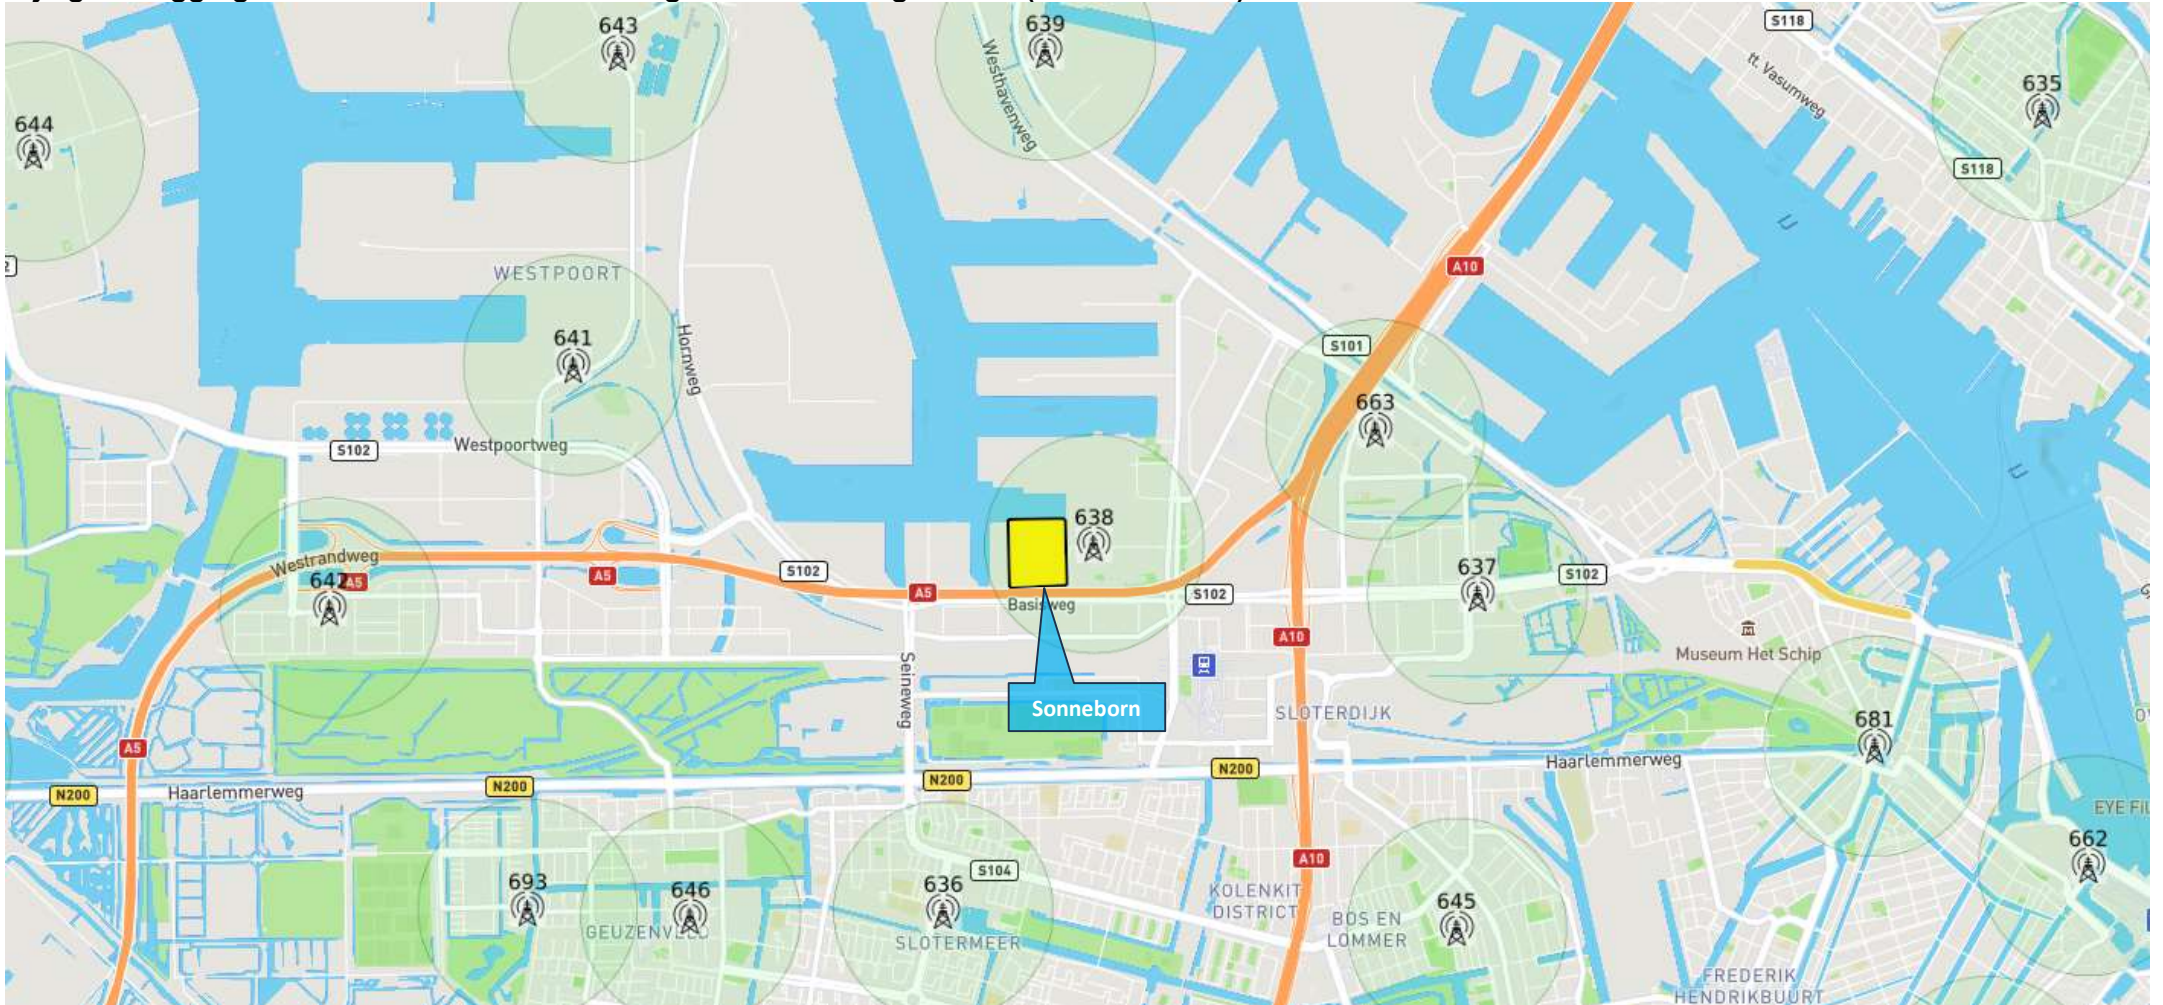 643
639
S118
tt. Vasumweg
635
644
Westhavenweg
S118
WESTPOORT
A10
641
Hornweg
S101
663
S102
Westpoortweg
638
Westrandweg
A5
642
A5
S102
A5
Basisweg
S102
637
S102
A10
Museum Het Schip
Seineweg
Sonneborn
SLOTERDIJK
681
A5
N200
Haarlemmerweg
N200
N200
N200
Haarlemmerweg
EYE
662
693
646
636
S104
A10
KOLENKIT
DISTRICT
645
GEUZENVELD
SLOTERMEER
BOS EN
LOMMER
FREDERIK
HENDRIKBUURT